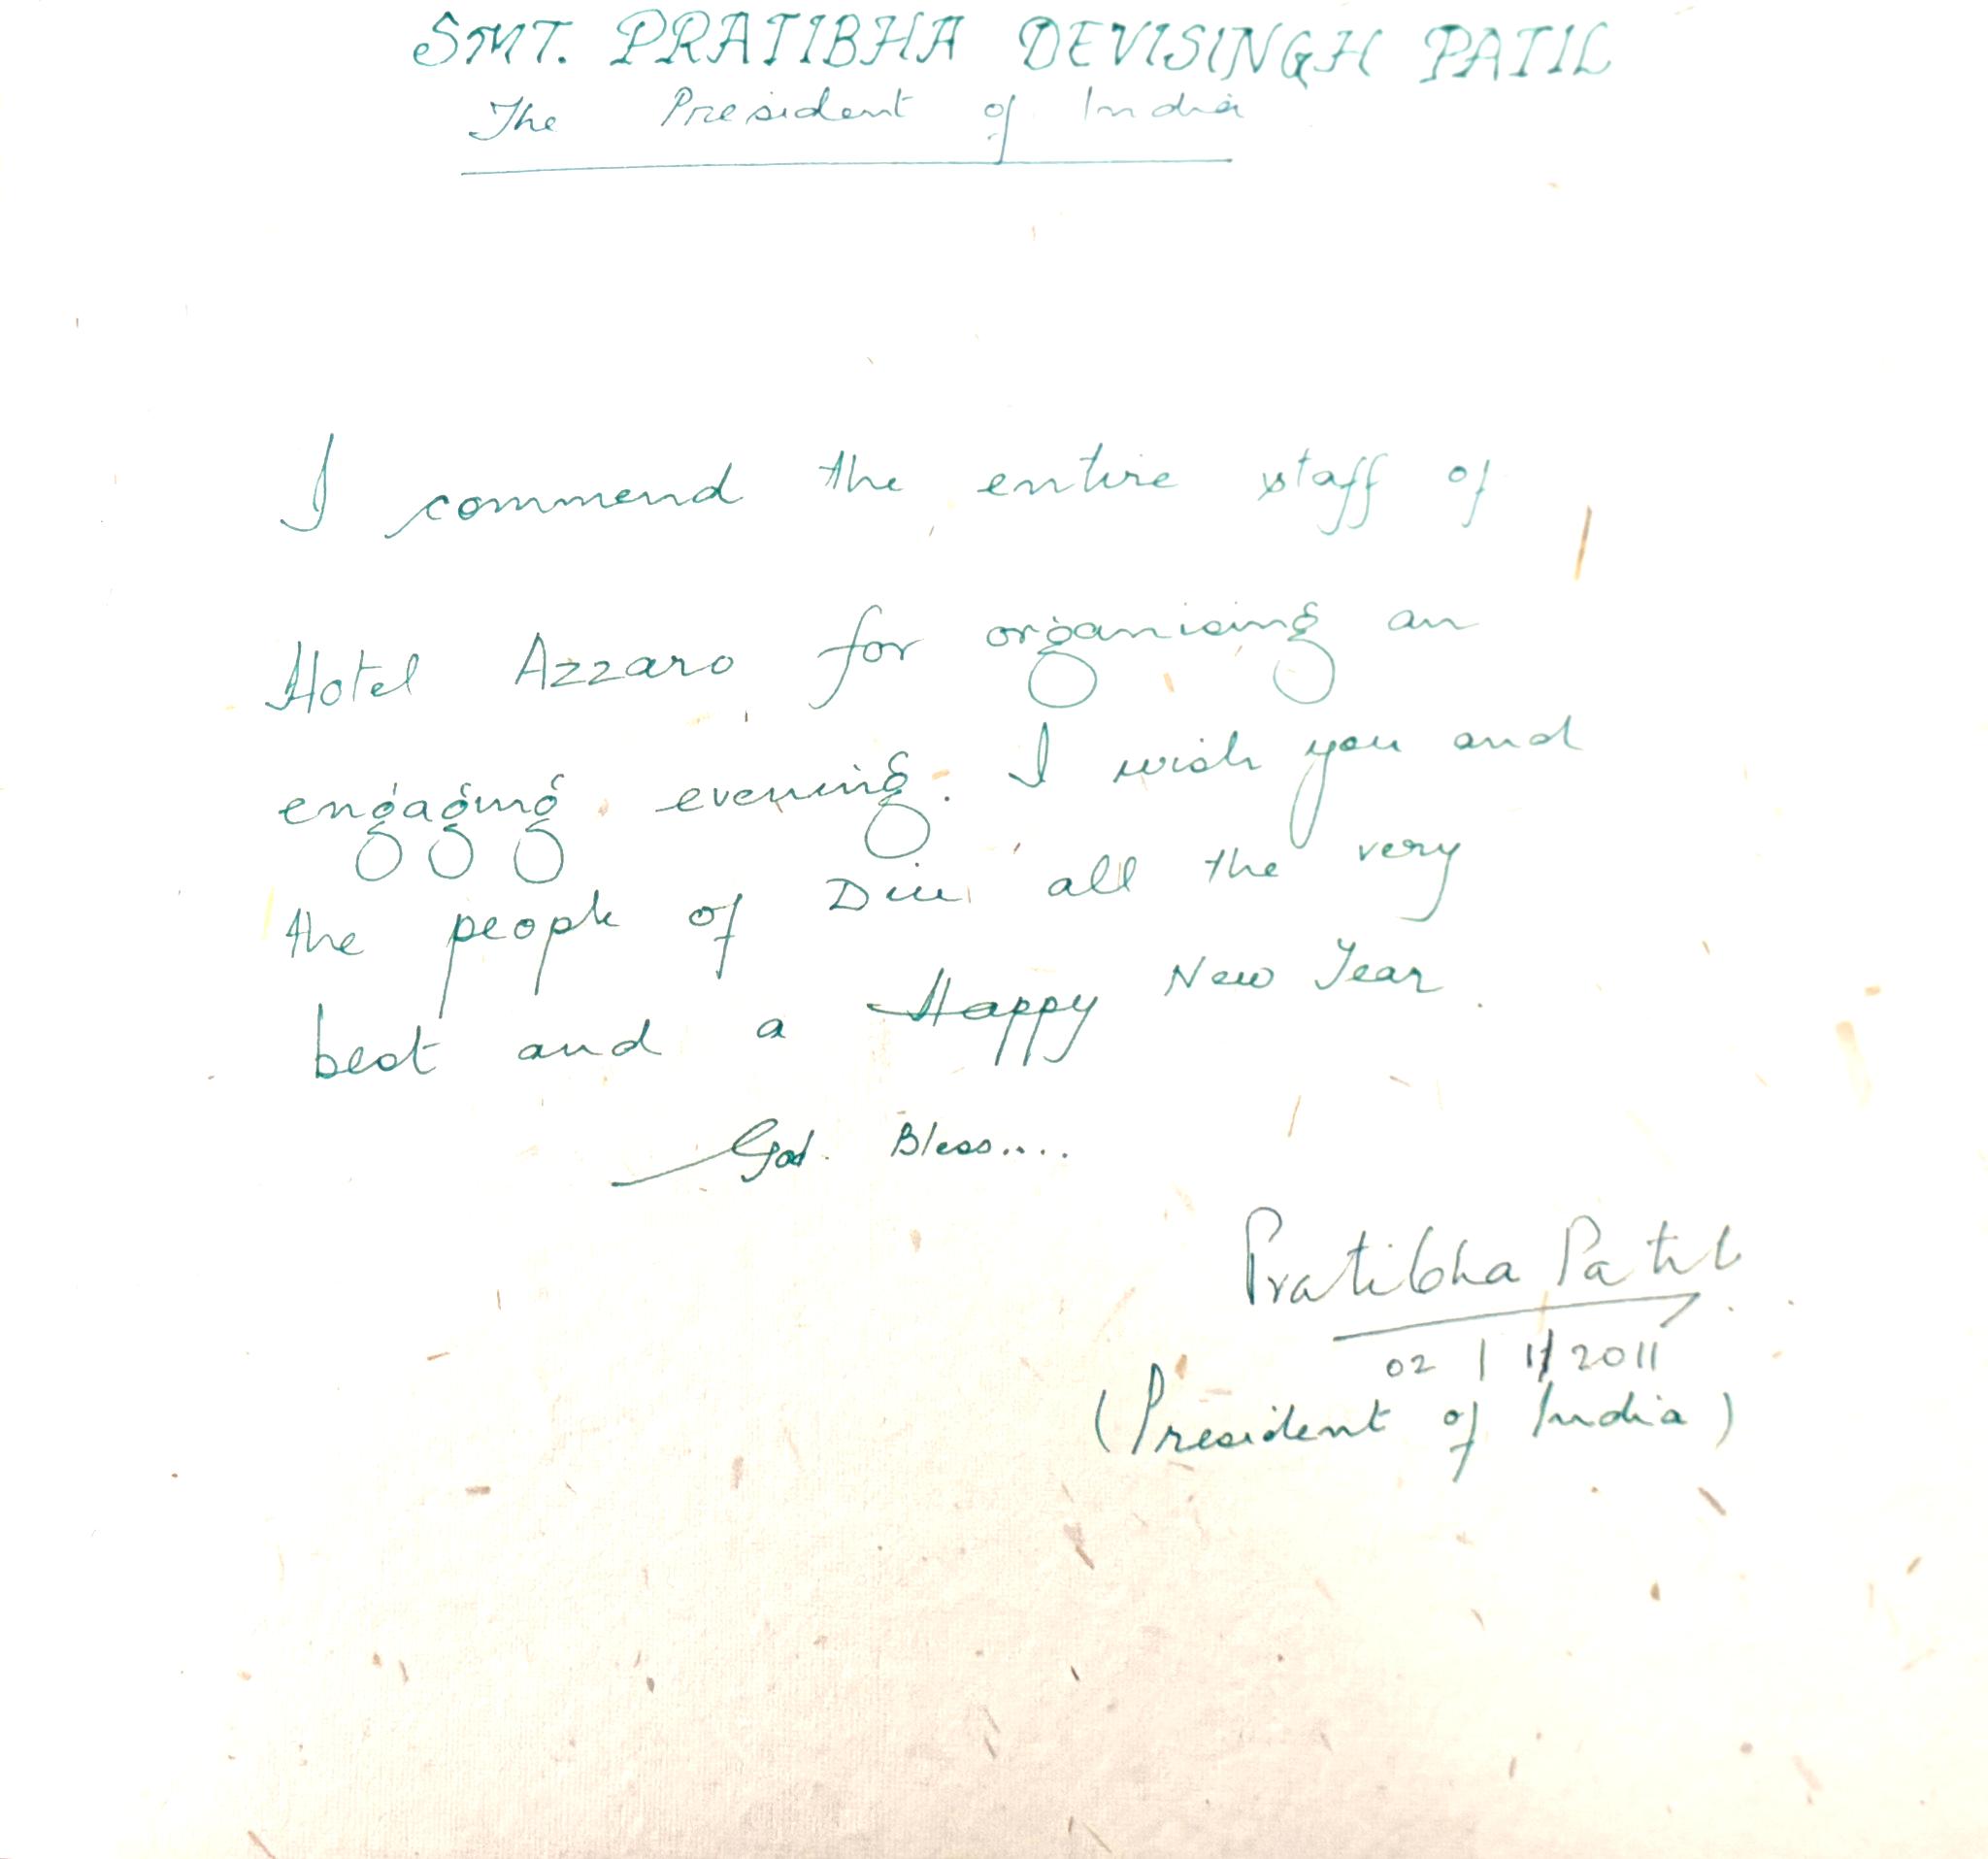 SMT. PRATIBHA DEVISINGH PATIL
The President of India
I commend the entire staff of
Hotel Azzaro for organising an
engaging evening. I wish you and
the people of Diu all the very
best and a Happy New Year.
God Bless....
Pratibha Patil
02/1/2011
(President of India)